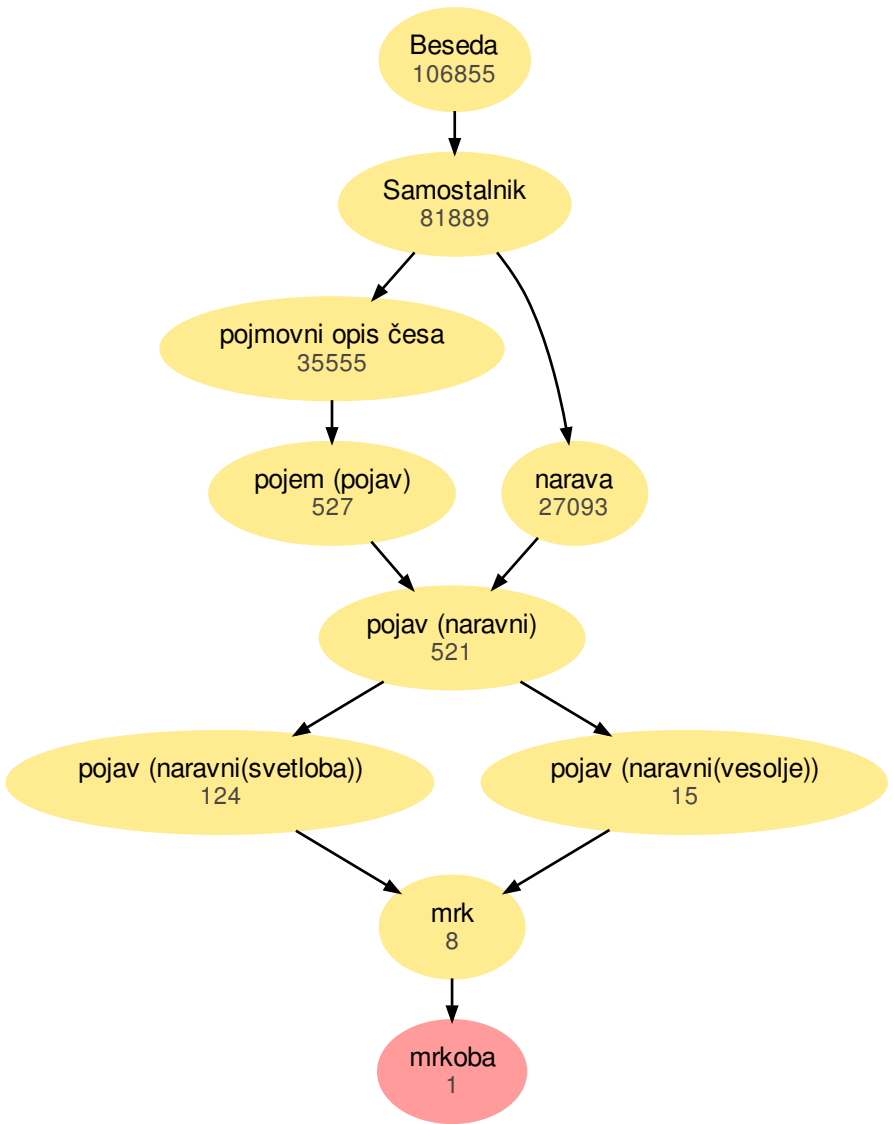 Beseda
106855
Samostalnik
81889
pojmovni opis česa
35555
pojem (pojav)
527
narava
27093
pojav (naravni)
521
pojav (naravni(svetloba))
124
pojav (naravni(vesolje))
15
mrk
8
mrkoba
1